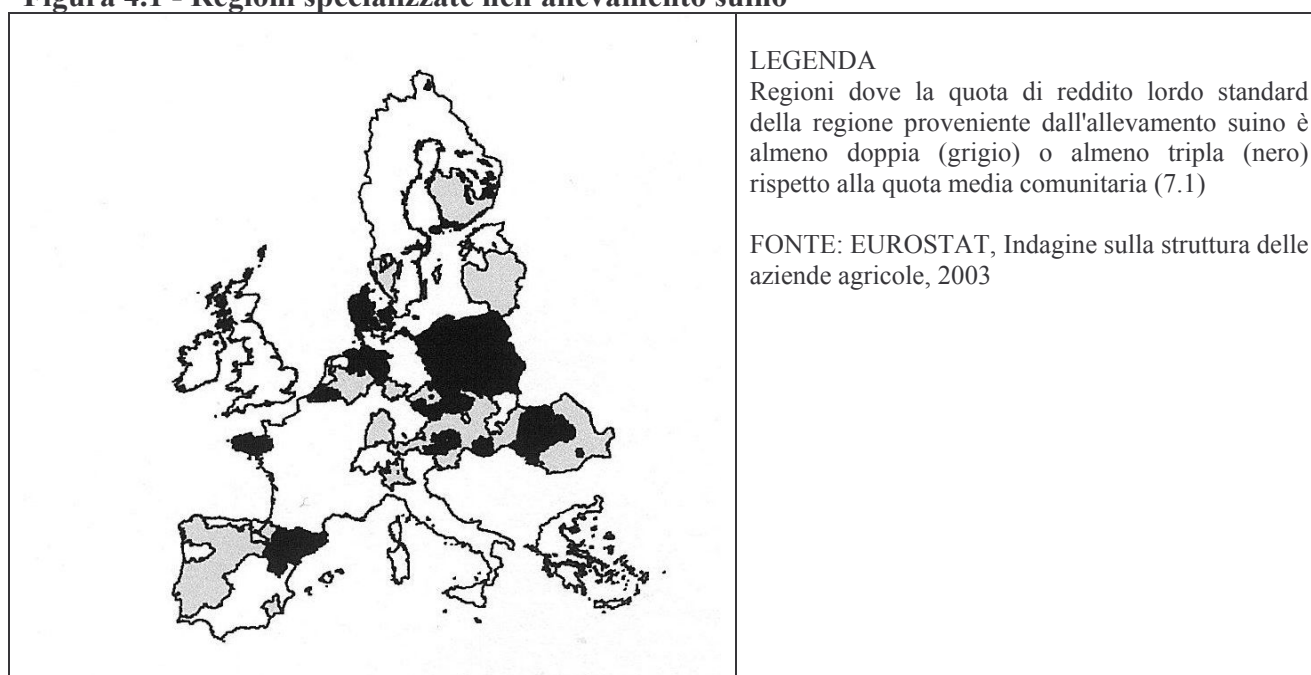 Figura 4.1 - Regioni specializzate nell'allevamento suino
LEGENDA
Regioni dove la quota di reddito lordo standard
della regione proveniente dall'allevamento suino è
almeno doppia (grigio) o almeno tripla (nero)
rispetto alla quota media comunitaria (7.1)
FONTE: EUROSTAT, Indagine sulla struttura delle
aziende agricole, 2003